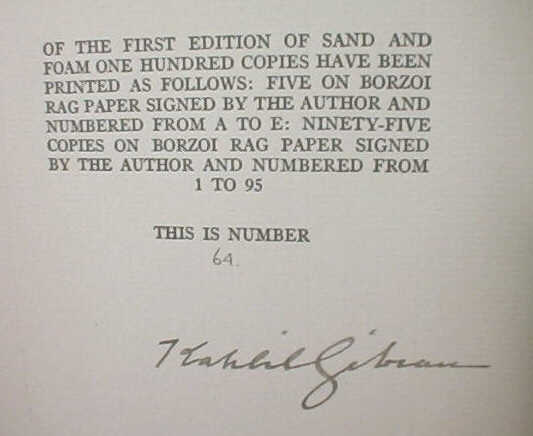 OF THE FIRST EDITION OF SAND AND
FOAM ONE HUNDRED COPIES HAVE BEEN
PRINTED AS FOLLOWS: FIVE ON BORZOI
RAG PAPER SIGNED BY THE AUTHOR AND
NUMBERED FROM A TO E: NINETY-FIVE
COPIES ON BORZOI RAG PAPER SIGNED
BY THE AUTHOR AND NUMBERED FROM
1 TO 95
THIS IS NUMBER
64.
Kahlil Gibran